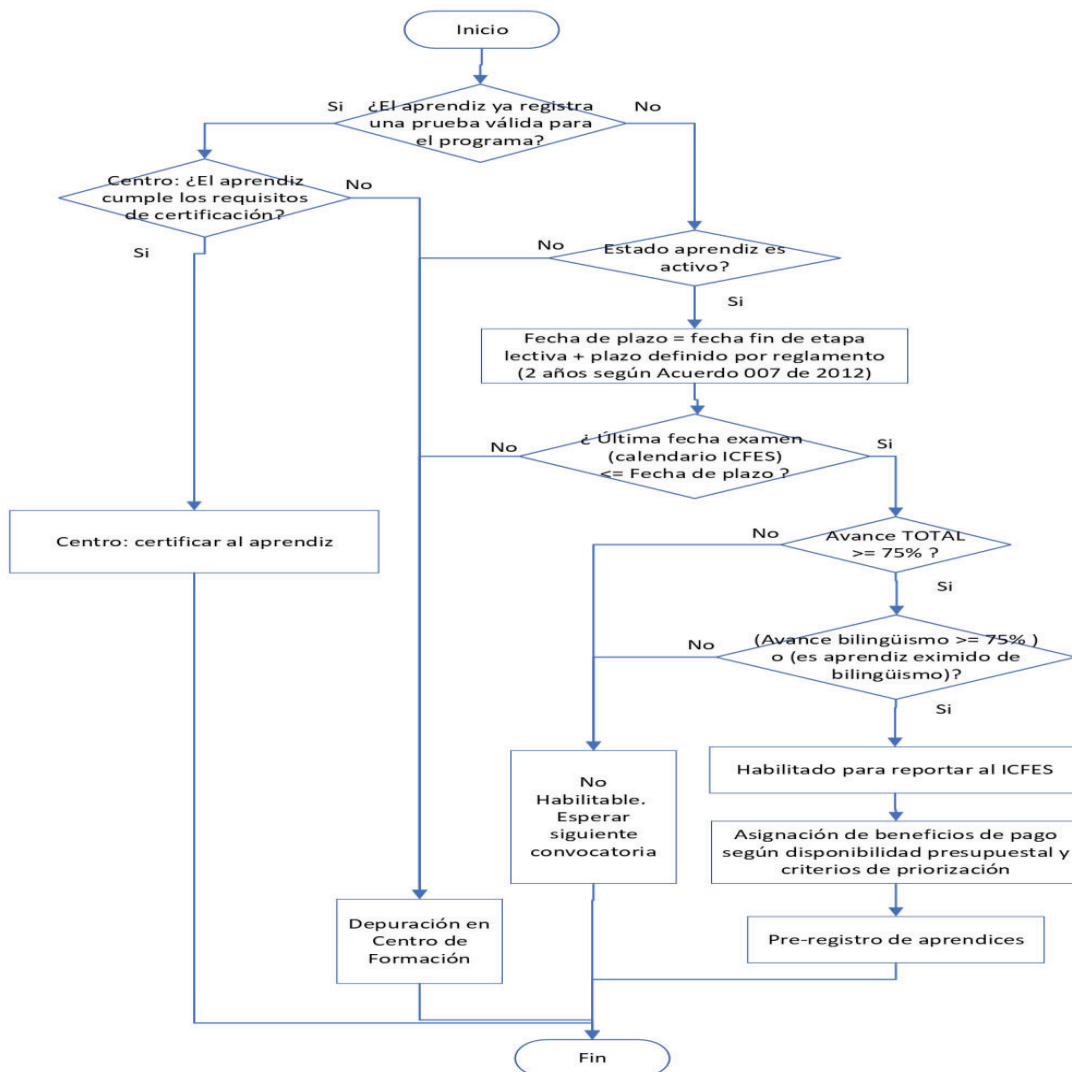 Inicio
Si
¿El aprendiz ya registra
una prueba válida para
el programa?
No
Centro: ¿El aprendiz
cumple los requisitos
de certificación?
No
Si
No
Estado aprendiz es
activo?
Si
Fecha de plazo = fecha fin de etapa
lectiva + plazo definido por reglamento
(2 años según Acuerdo 007 de 2012)
No
¿ Última fecha examen
(calendario ICFES)
<= Fecha de plazo ?
Si
Centro: certificar al aprendiz
No
Avance TOTAL
>= 75% ?
Si
No
(Avance bilingüismo >= 75% )
o (es aprendiz eximido de
bilingüismo)?
Si
No
Habilitable.
Esperar
siguiente
convocatoria
Habilitado para reportar al ICFES
Asignación de beneficios de pago
según disponibilidad presupuestal y
criterios de priorización
Depuración en
Centro de
Formación
Pre-registro de aprendices
Fin